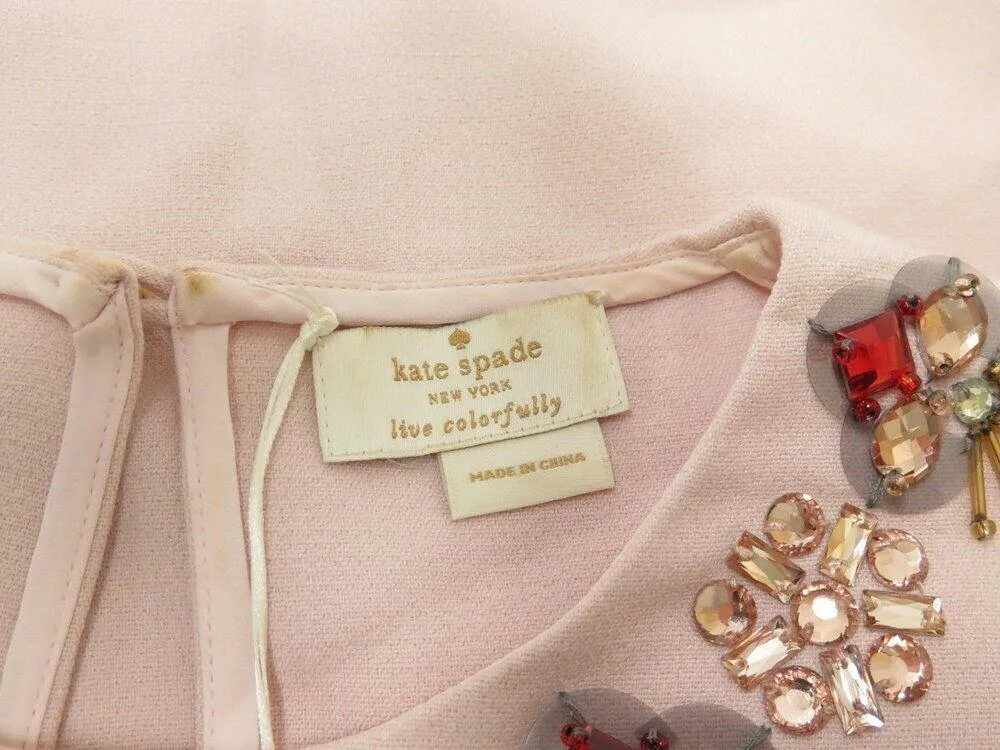 kate spade
NEW YORK
live colorfully
MADE IN CHINA